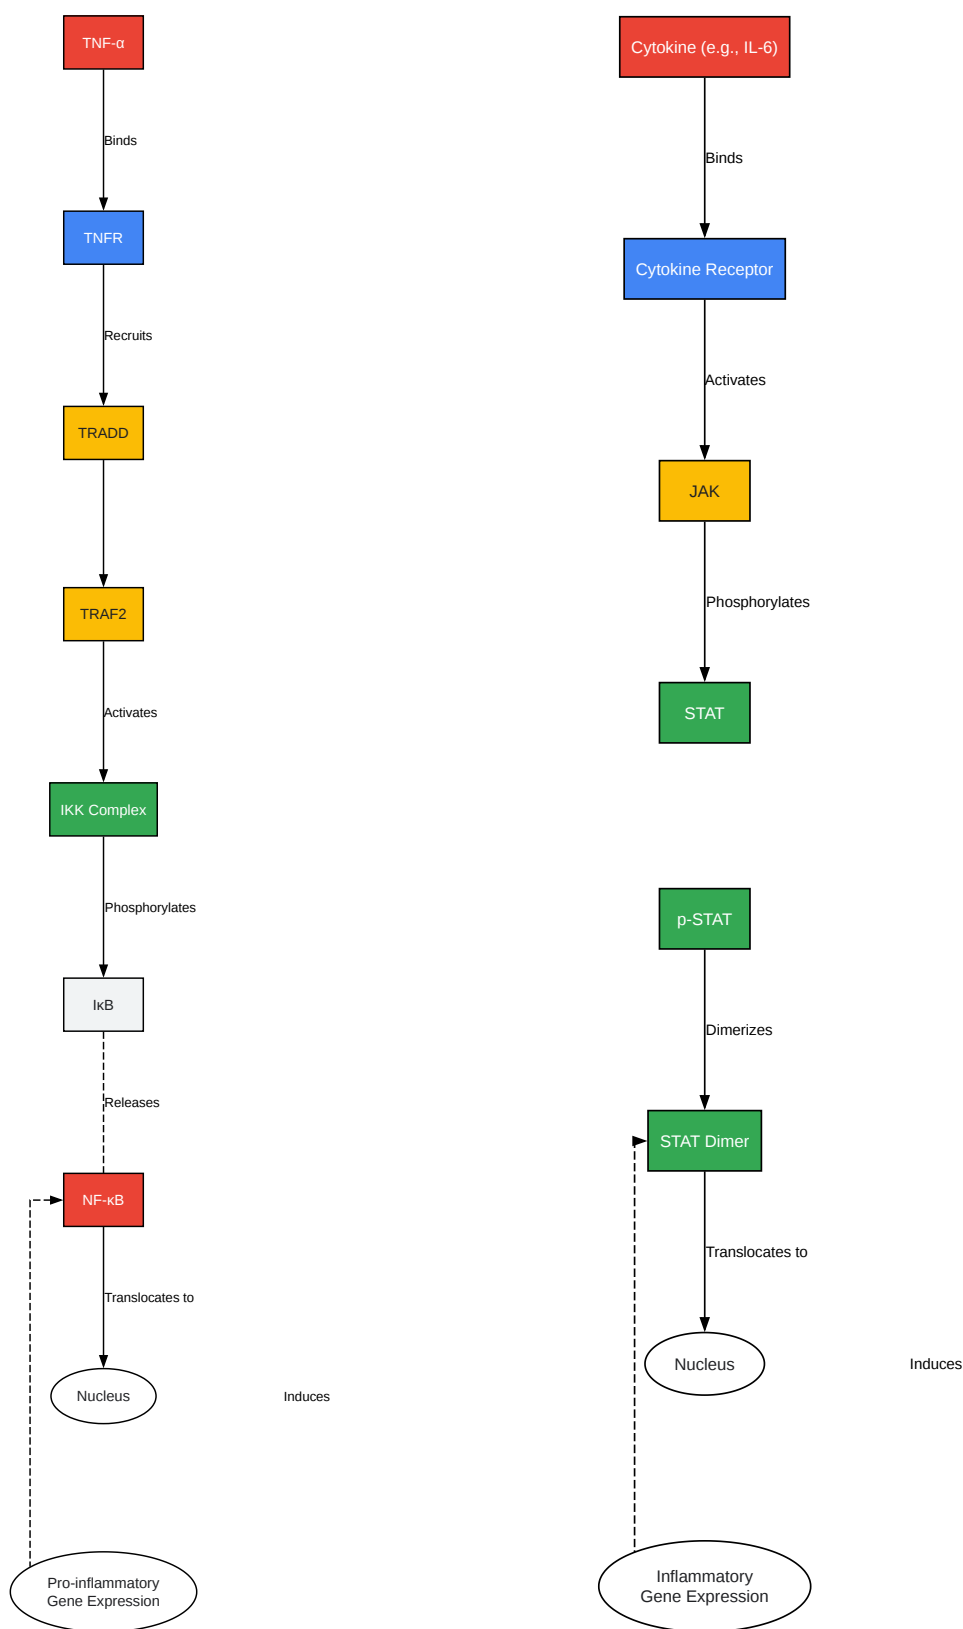 TNF-α
Binds
TNFR
Recruits
TRADD
TRAF2
Activates
IKK Complex
Phosphorylates
IκB
Releases
NF-κB
Translocates to
Nucleus
Induces
Pro-inflammatory
Gene Expression
Cytokine (e.g., IL-6)
Binds
Cytokine Receptor
Activates
JAK
Phosphorylates
STAT
p-STAT
Dimerizes
STAT Dimer
Translocates to
Nucleus
Induces
Inflammatory
Gene Expression